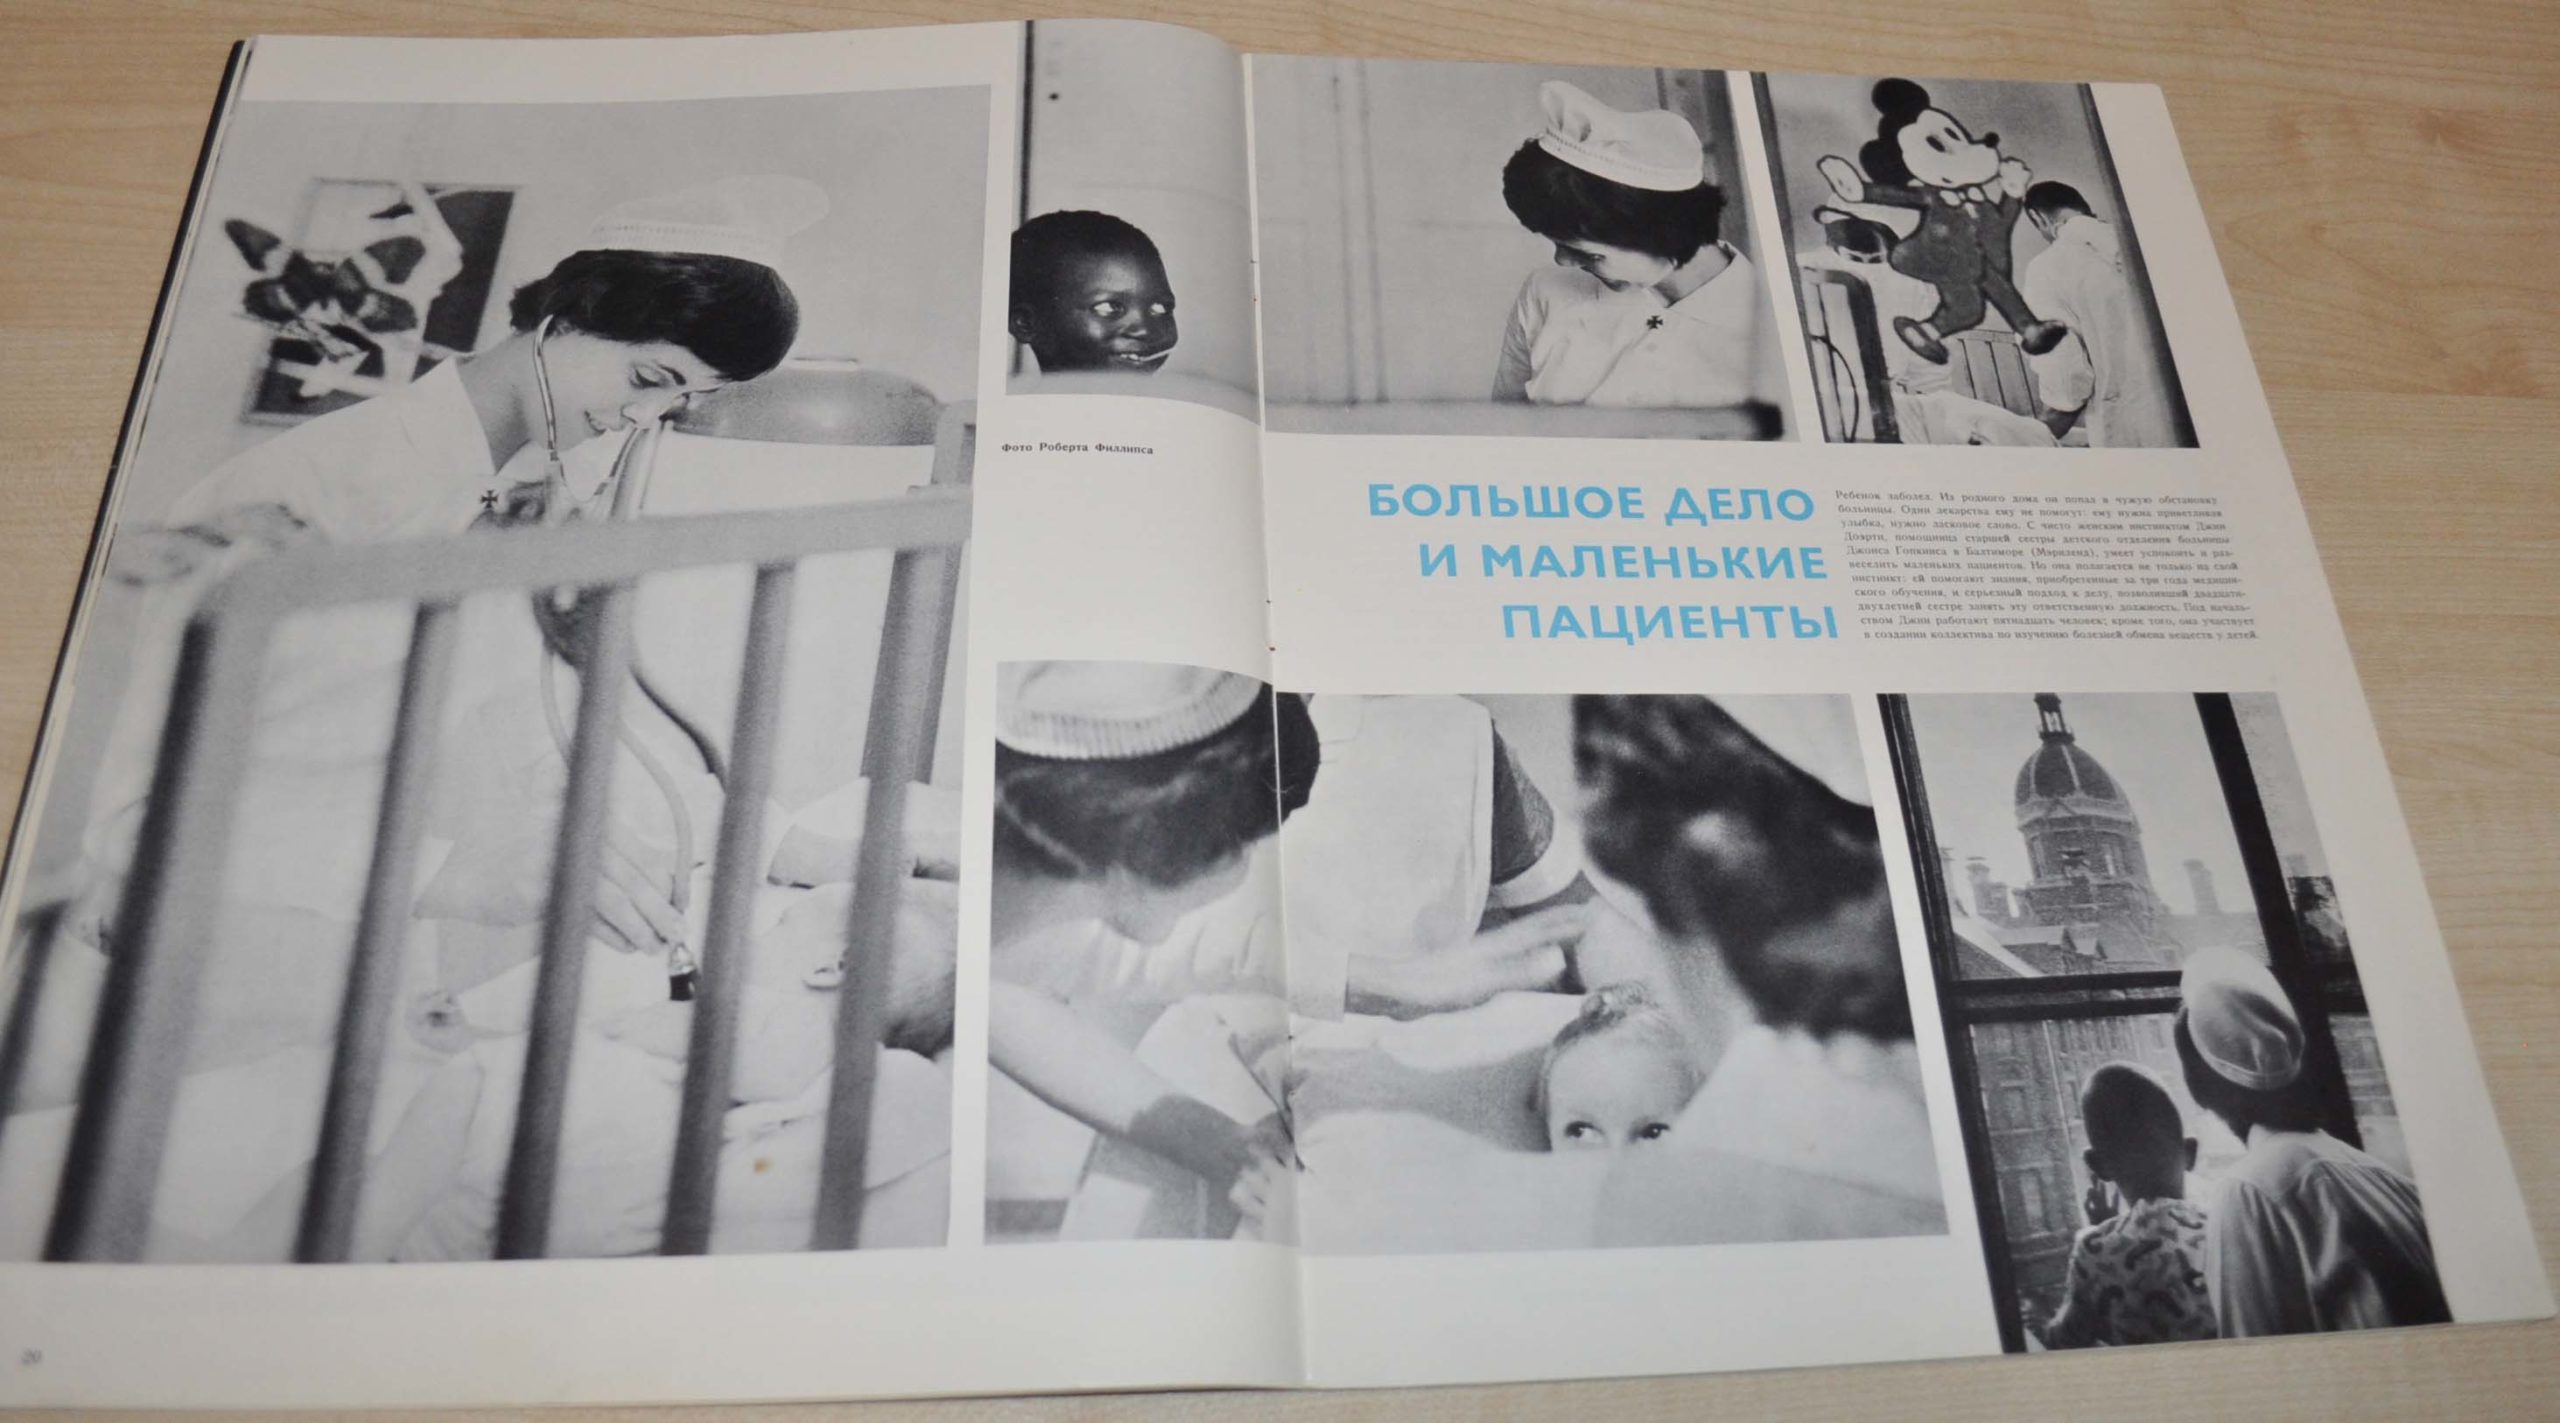 Фото Роберта Филлипса
БОЛЬШОЕ ДЕЛО
И МАЛЕНЬКИЕ
ПАЦИЕНТЫ
Ребенок заболел. Из родного дома он попал в чужую обстановку
больницы. Одни лекарства ему не помогут: ему нужна приветливая
улыбка, нужно ласковое слово. С чисто женским инстинктом Джин
Доэрти, помощница старшей сестры детского отделения больницы
Джонса Гопкинса в Балтиморе (Мэриленд), умеет успокоить и раз-
веселить маленьких пациентов. Но она полагается не только на свой
инстинкт: ей помогают знания, приобретенные за три года медицин-
ского обучения, и серьезный подход к делу, позволивший двадцати-
двухлетней сестре занять эту ответственную должность. Под началь-
ством Джин работают пятнадцать человек; кроме того, она участвует
в создании коллектива по изучению болезней обмена веществ у детей.
20